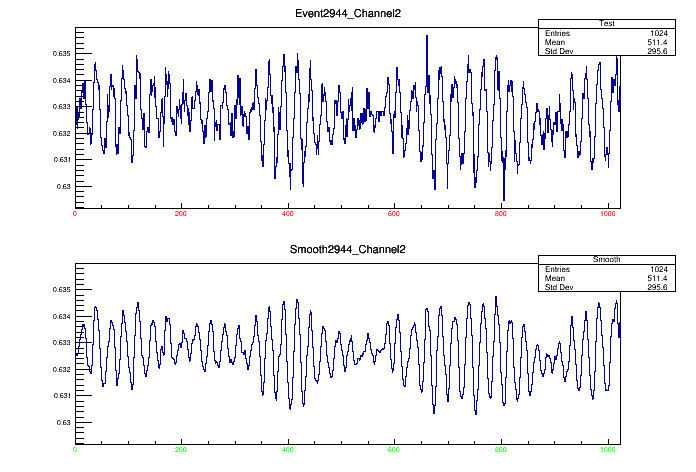 Event2944_Channel2
Test
Entries 1024
Mean 511.4
Std Dev 295.6
0.635
0.634
0.633
0.632
0.631
0.63
0 200 400 600 800 1000
Smooth2944_Channel2
Smooth
Entries 1024
Mean 511.4
Std Dev 295.6
0.635
0.634
0.633
0.632
0.631
0.63
0 200 400 600 800 1000